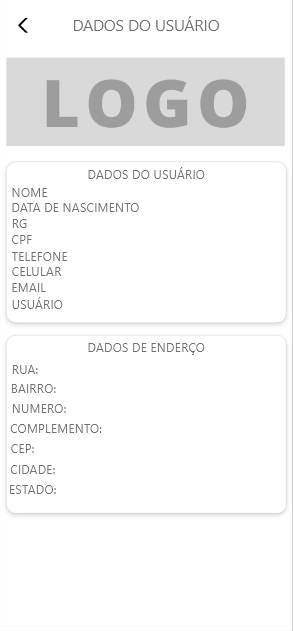 DADOS DO USUÁRIO
LOGO
DADOS DO USUÁRIO
NOME
DATA DE NASCIMENTO
RG
CPF
TELEFONE
CELULAR
EMAIL
USUÁRIO
DADOS DE ENDERÇO
RUA:
BAIRRO:
NUMERO:
COMPLEMENTO:
CEP:
CIDADE:
ESTADO: